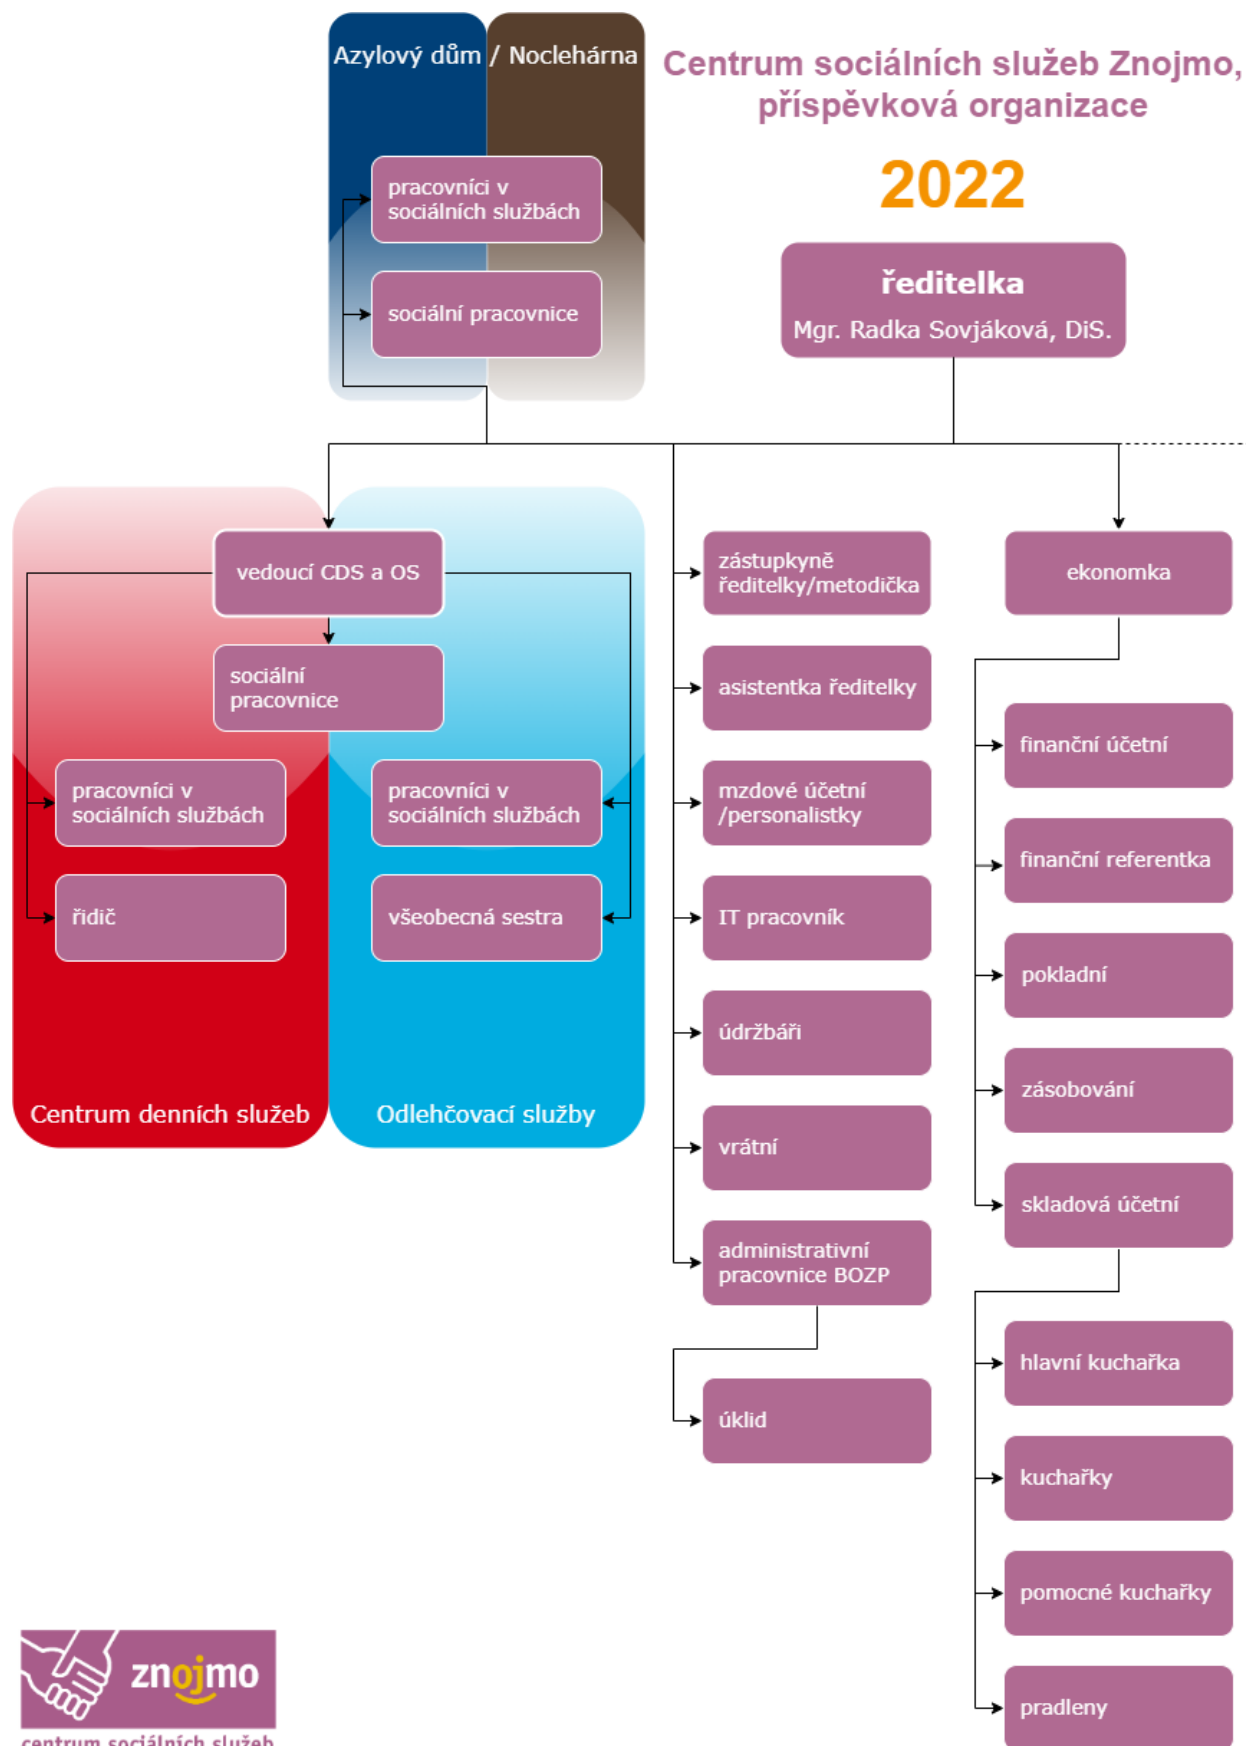 Azylový dům / Noclehárna
Centrum sociálních služeb Znojmo,
příspěvková organizace
2022
pracovníci v
sociálních službách
sociální pracovnice
ředitelka
Mgr. Radka Sovjáková, DiS.
vedoucí CDS a OS
sociální
pracovnice
pracovníci v
sociálních službách
řidič
pracovníci v
sociálních službách
všeobecná sestra
Centrum denních služeb
Odlehčovací služby
zástupkyně
ředitelky/metodička
asistentka ředitelky
mzdové účetní
/personalistky
IT pracovník
údržbáři
vrátní
administrativní
pracovnice BOZP
úklid
ekonomka
finanční účetní
finanční referentka
pokladní
zásobování
skladová účetní
hlavní kuchařka
kuchařky
pomocné kuchařky
pradleny
znojmo
centrum sociálních služeb